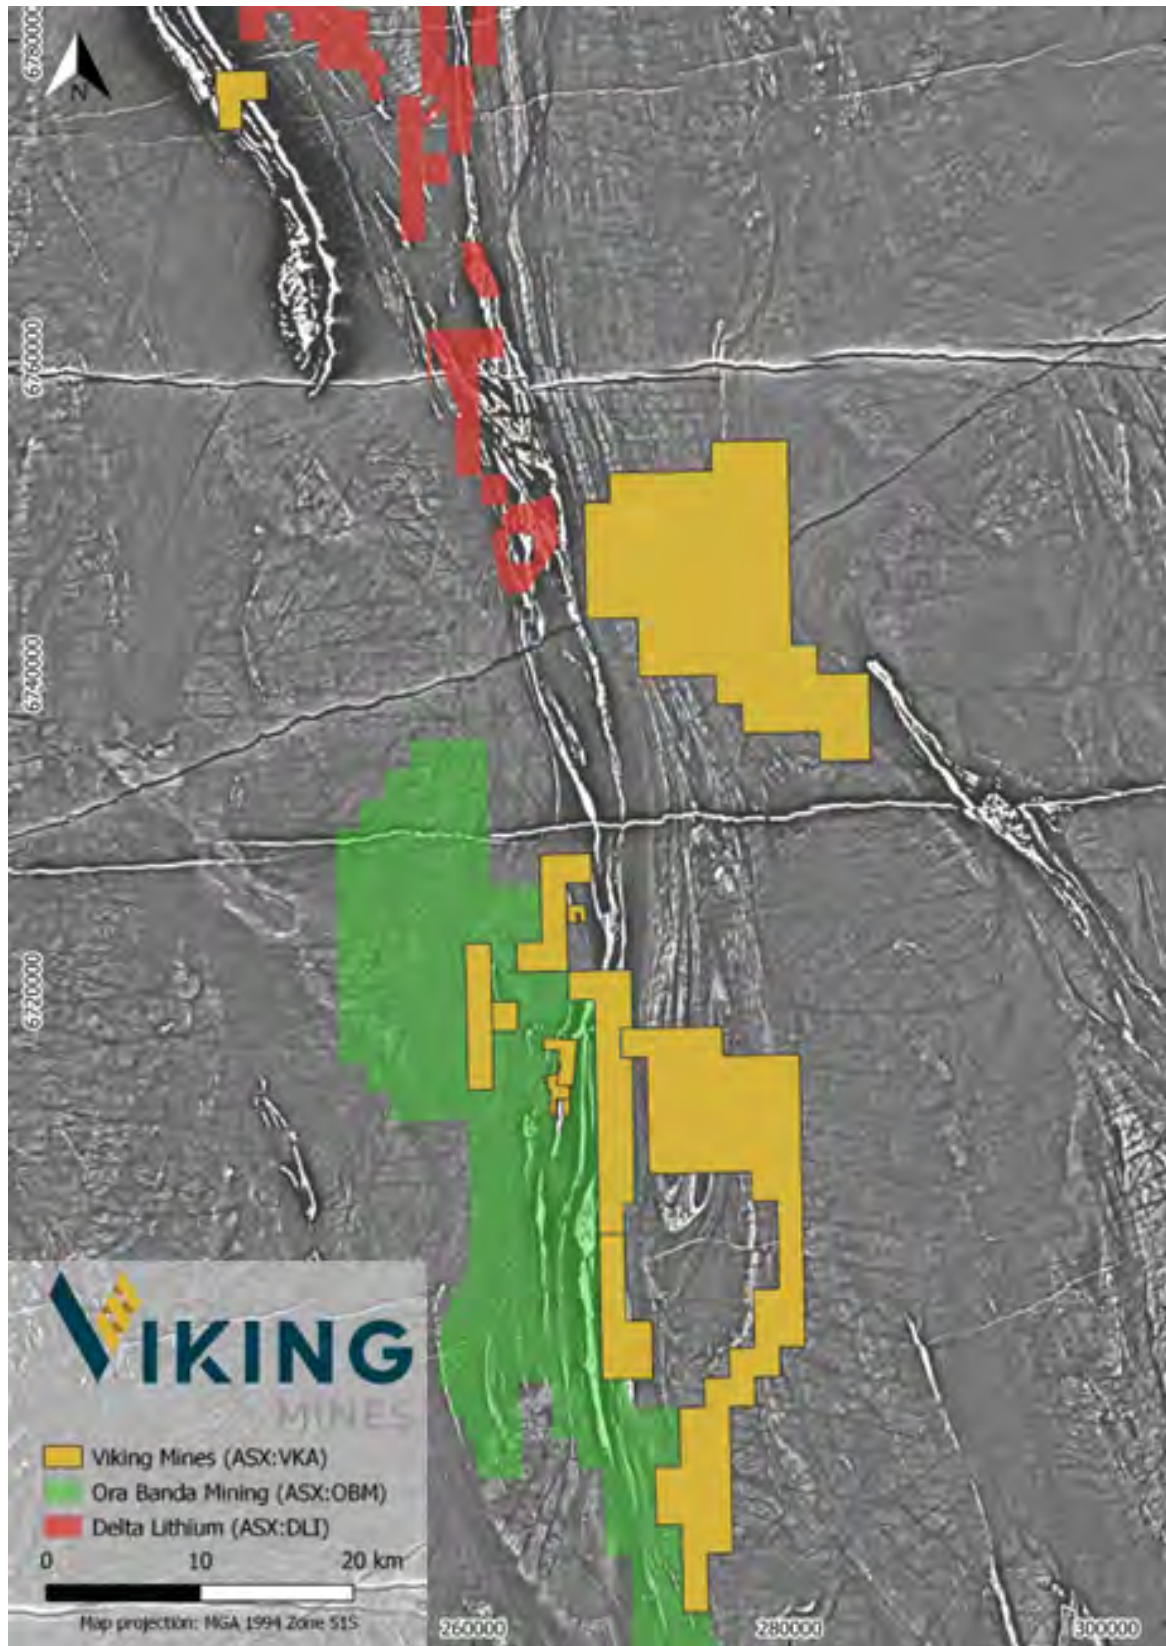 6780000
N
6760000
6740000
6720000
VIKING
MINES
Viking Mines (ASX:VKA)
Ora Banda Mining (ASX:OBM)
Delta Lithium (ASX:DLI)
0 10 20 km
Map projection: MGA 1994 Zone 51S
260000 280000 300000